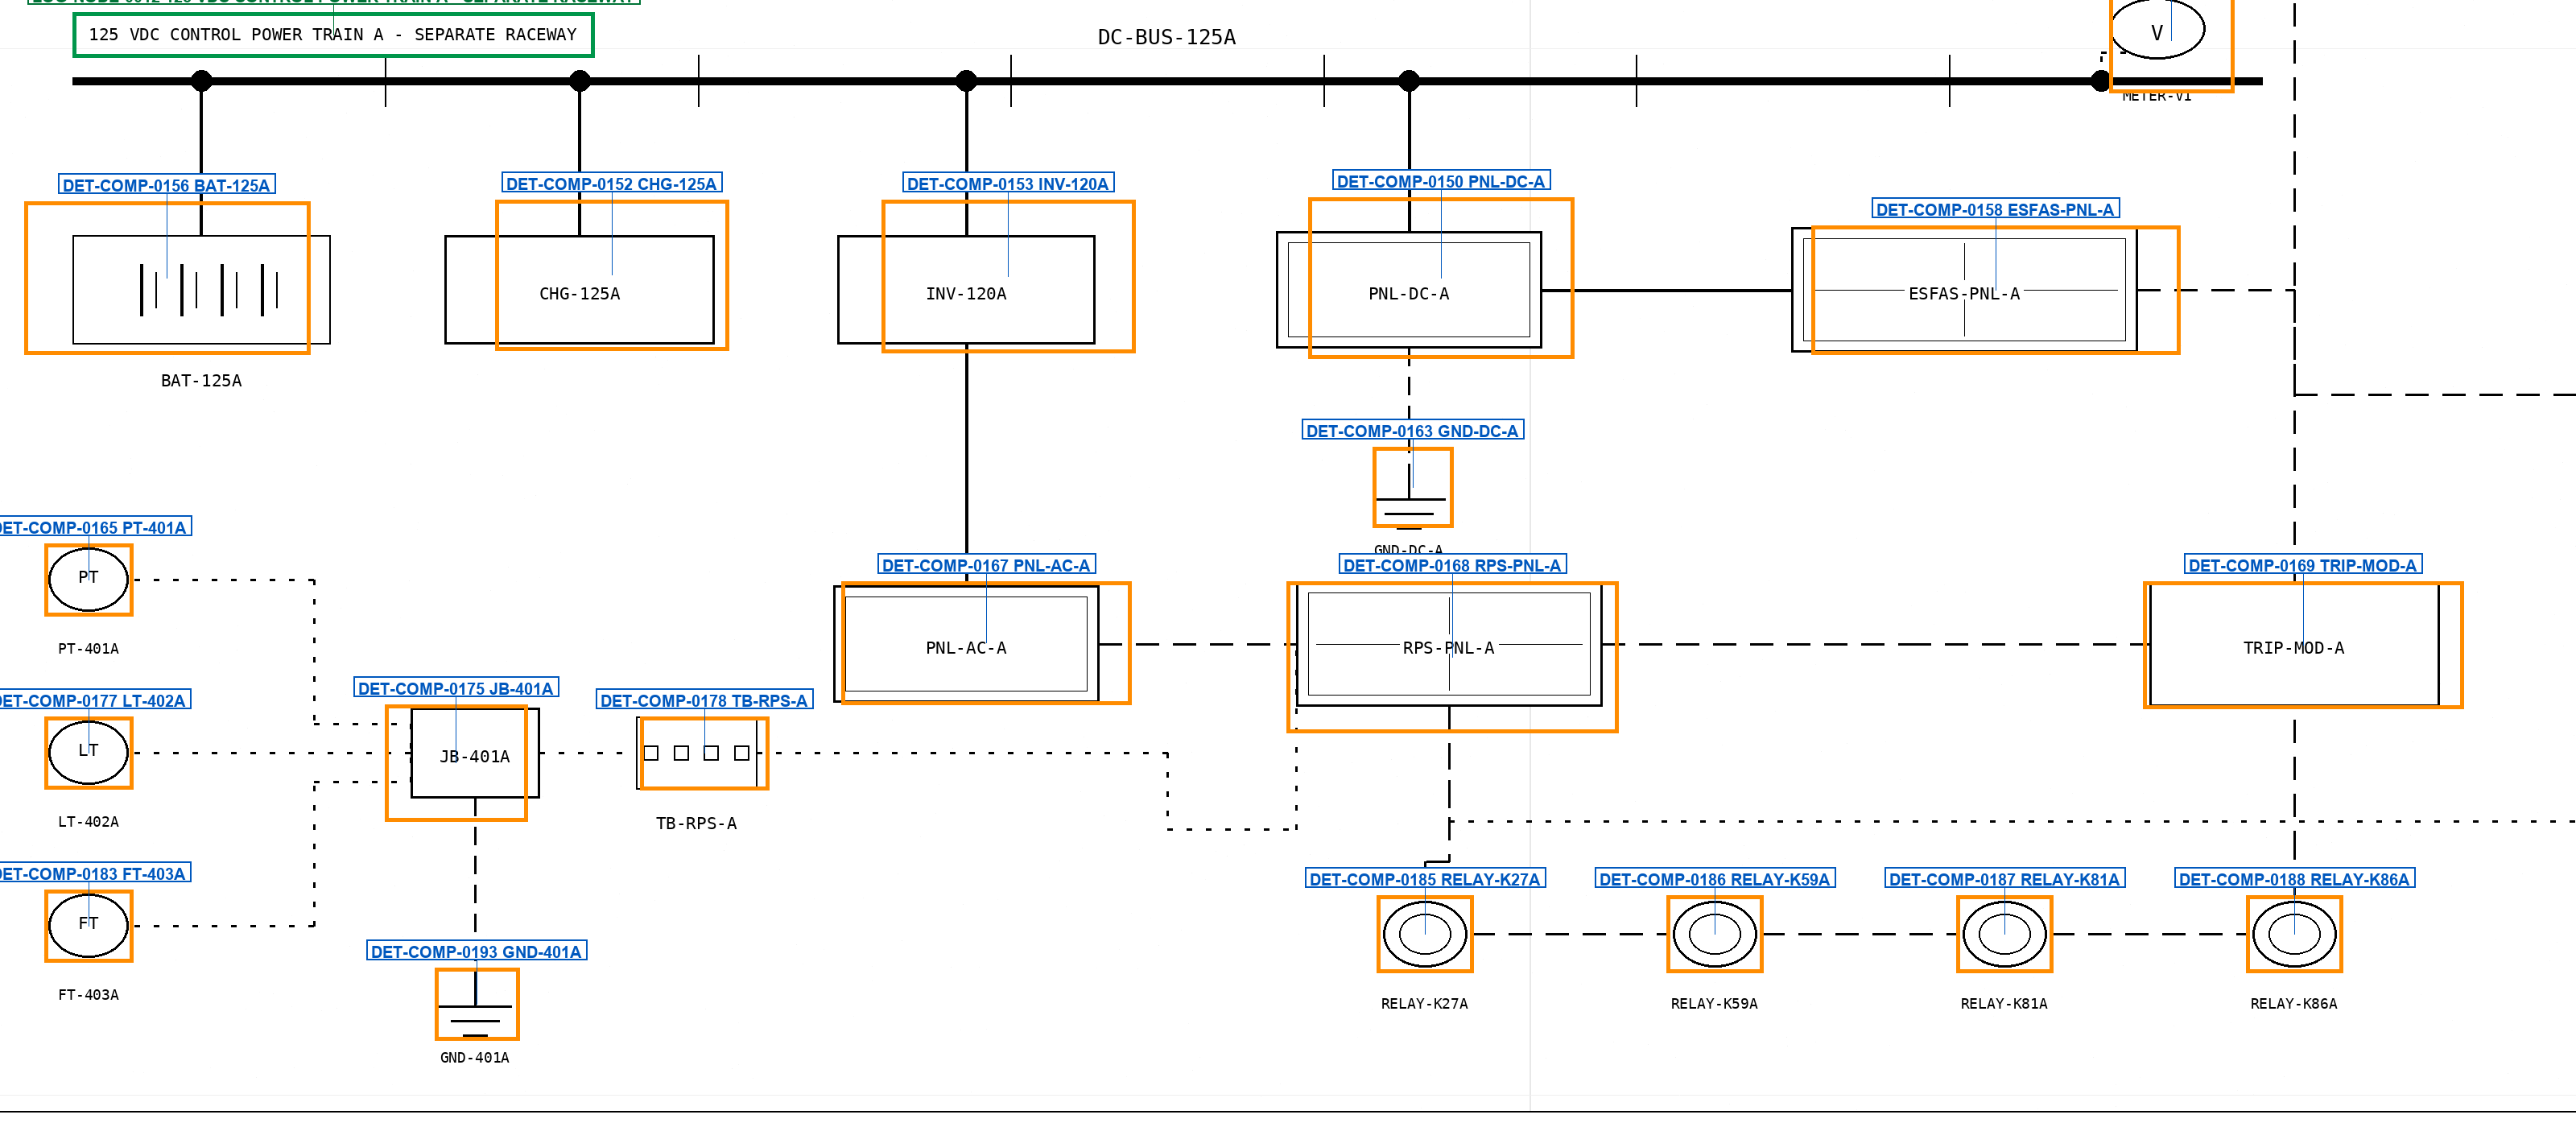 125 VDC CONTROL POWER TRAIN A - SEPARATE RACEWAY
DC-BUS-125A
V
METER-V1
DET-COMP-0156 BAT-125A
DET-COMP-0152 CHG-125A
DET-COMP-0153 INV-120A
DET-COMP-0150 PNL-DC-A
DET-COMP-0158 ESFAS-PNL-A
CHG-125A
INV-120A
PNL-DC-A
ESFAS-PNL-A
BAT-125A
DET-COMP-0163 GND-DC-A
GND-DC-A
DET-COMP-0165 PT-401A
PT
PT-401A
DET-COMP-0167 PNL-AC-A
DET-COMP-0168 RPS-PNL-A
DET-COMP-0169 TRIP-MOD-A
PNL-AC-A
RPS-PNL-A
TRIP-MOD-A
DET-COMP-0177 LT-402A
DET-COMP-0175 JB-401A
DET-COMP-0178 TB-RPS-A
LT
JB-401A
LT-402A
TB-RPS-A
DET-COMP-0183 FT-403A
DET-COMP-0185 RELAY-K27A
DET-COMP-0186 RELAY-K59A
DET-COMP-0187 RELAY-K81A
DET-COMP-0188 RELAY-K86A
FT
FT-403A
DET-COMP-0193 GND-401A
RELAY-K27A
RELAY-K59A
RELAY-K81A
RELAY-K86A
GND-401A